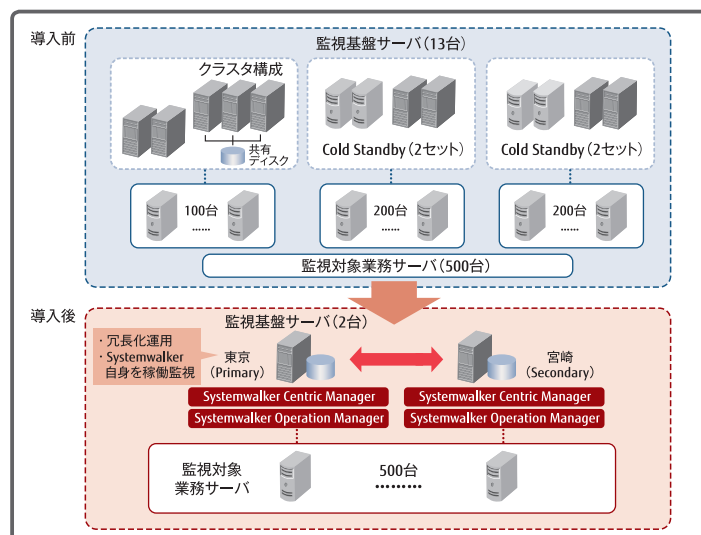 導入前
監視基盤サーバ(13台)
クラスタ構成
共有
ディスク
Cold Standby(2セット)
Cold Standby(2セット)
100台
……
200台
……
200台
……
監視対象業務サーバ(500台)
導入後
監視基盤サーバ(2台)
・冗長化運用
・Systemwalker
自身を稼働監視
東京
(Primary)
宮崎
(Secondary)
Systemwalker Centric Manager
Systemwalker Operation Manager
Systemwalker Centric Manager
Systemwalker Operation Manager
監視対象
業務サーバ
500台
………